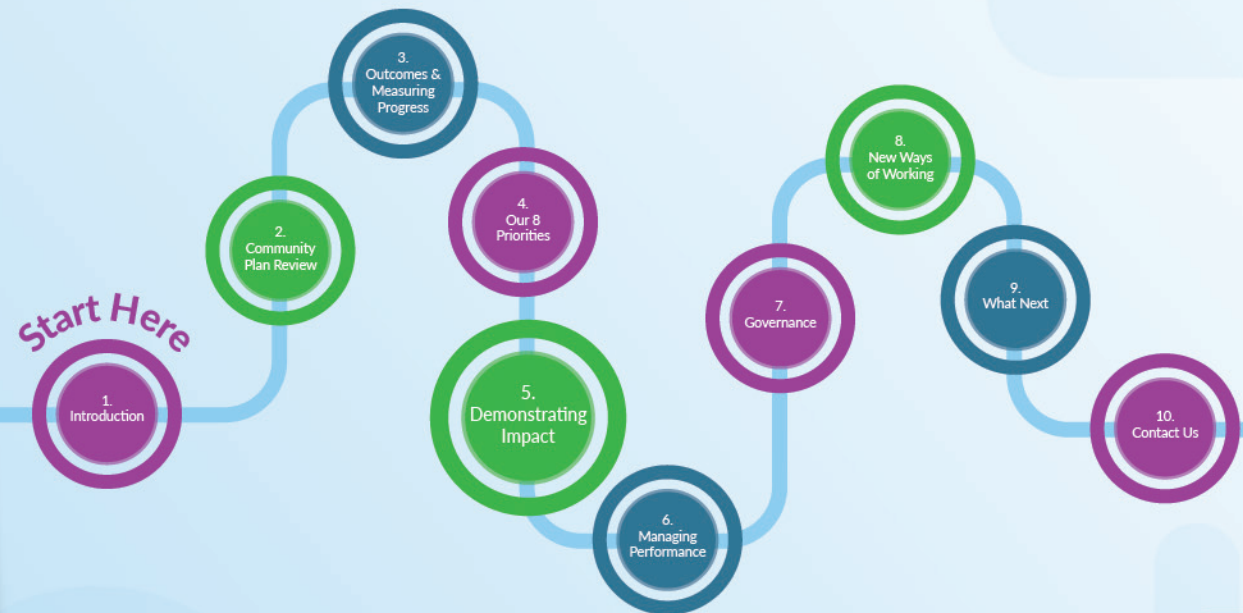 Start Here
1.
Introduction
2.
Community
Plan Review
3.
Outcomes &
Measuring
Progress
4.
Our 8
Priorities
5.
Demonstrating
Impact
6.
Managing
Performance
7.
Governance
8.
New Ways
of Working
9.
What Next
10.
Contact Us